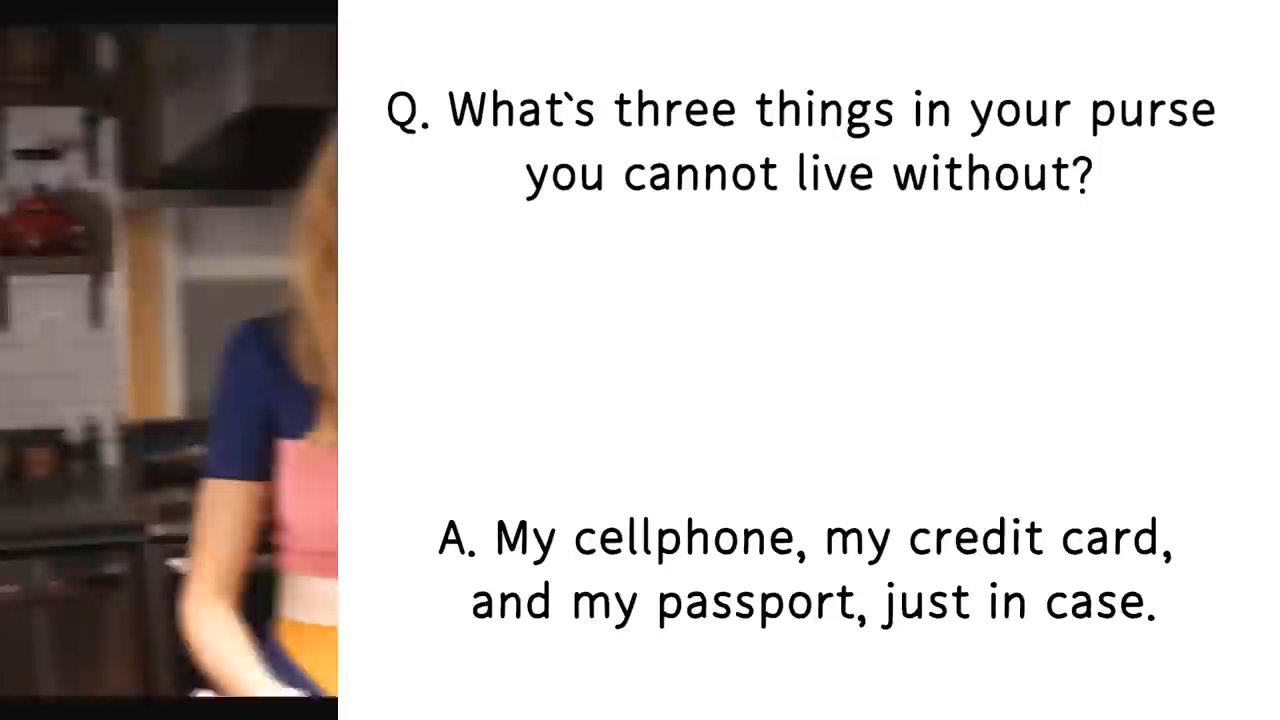 Q. What`s three things in your purse
you cannot live without?
A. My cellphone, my credit card,
and my passport, just in case.